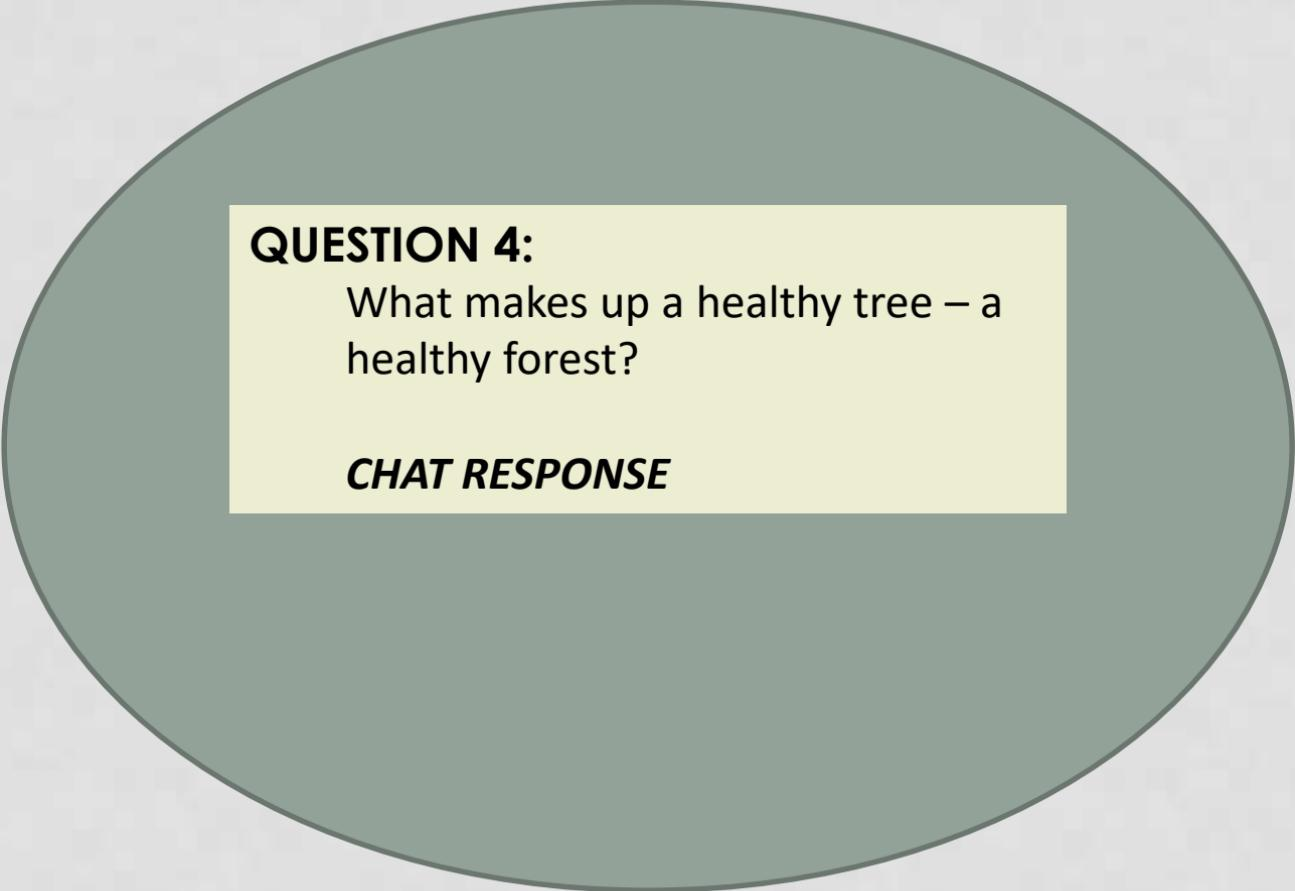 QUESTION 4:
What makes up a healthy tree – a
healthy forest?
CHAT RESPONSE